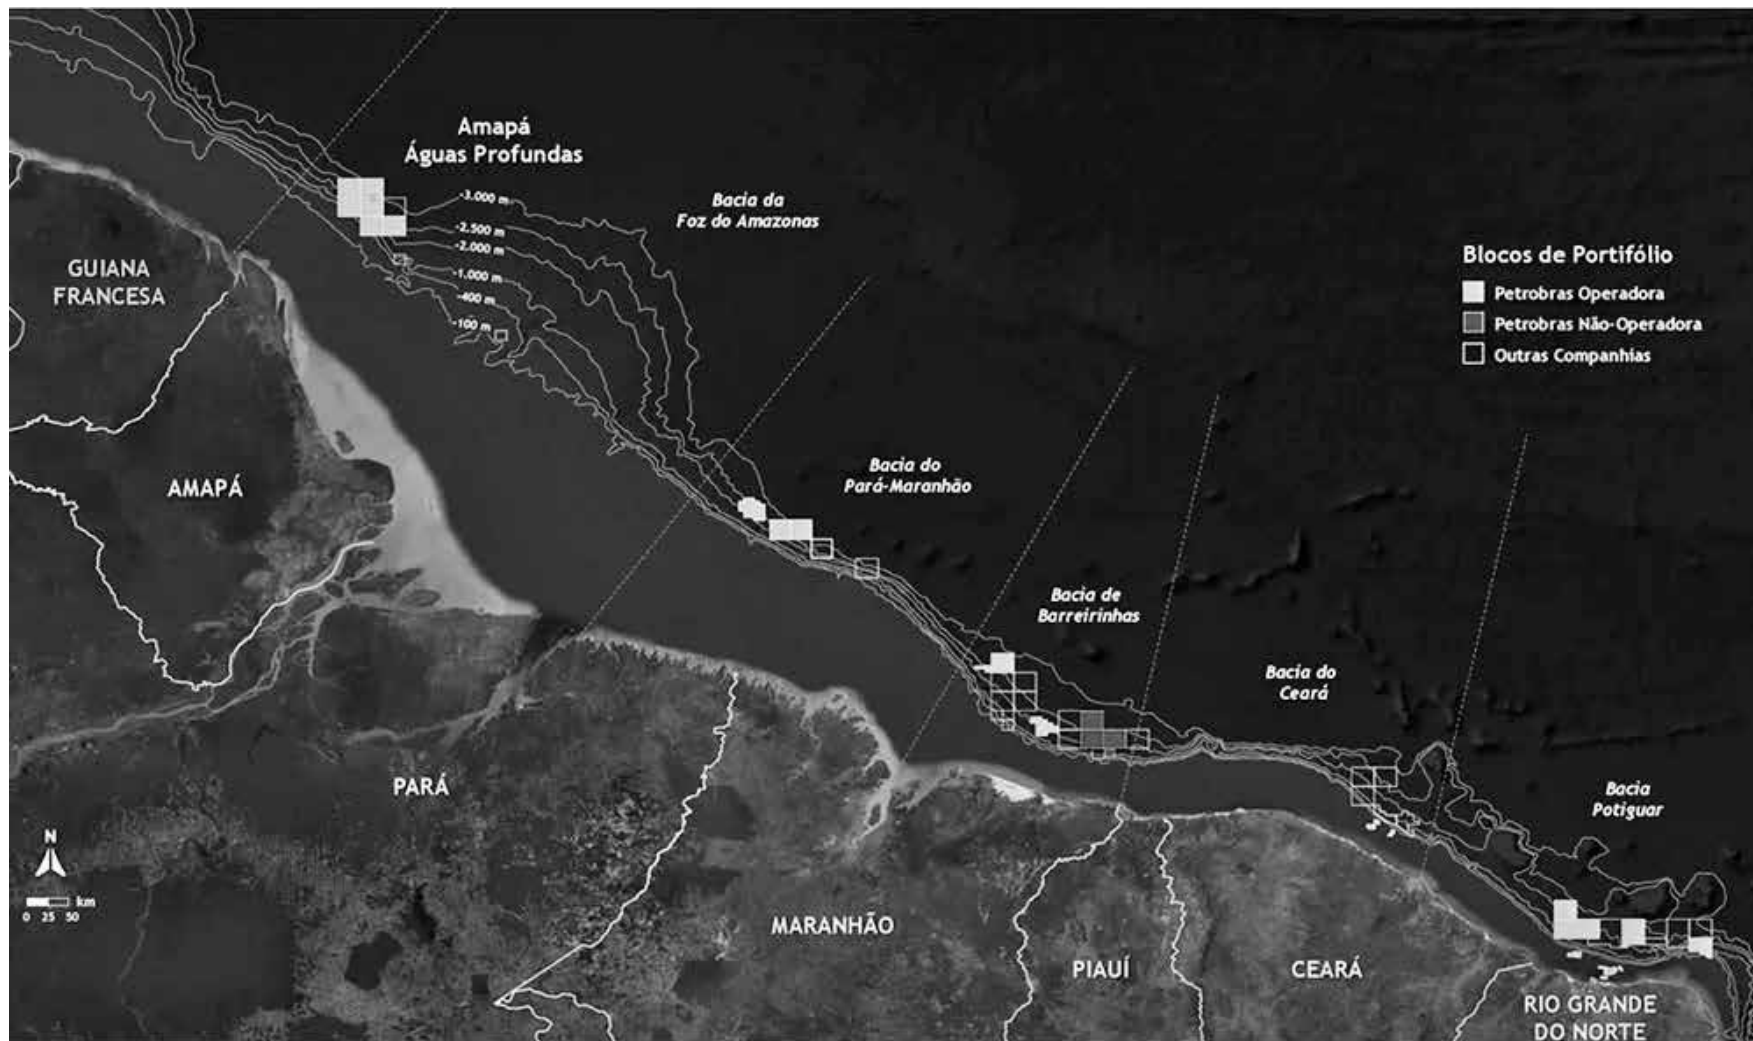 Amapá
Águas Profundas
-3.000 m
-2.500 m
-2.000 m
-1.000 m
-400 m
-100 m
Bacia da
Foz do Amazonas
Blocos de Portifólio
Petrobras Operadora
Petrobras Não-Operadora
Outras Companhias
GUIANA
FRANCESA
AMAPÁ
Bacia do
Pará-Maranhão
Bacia de
Barreirinhas
Bacia do
Ceará
Bacia
Potiguar
PARÁ
MARANHÃO
PIAUÍ
CEARÁ
RIO GRANDE
DO NORTE
N
km
0 25 50